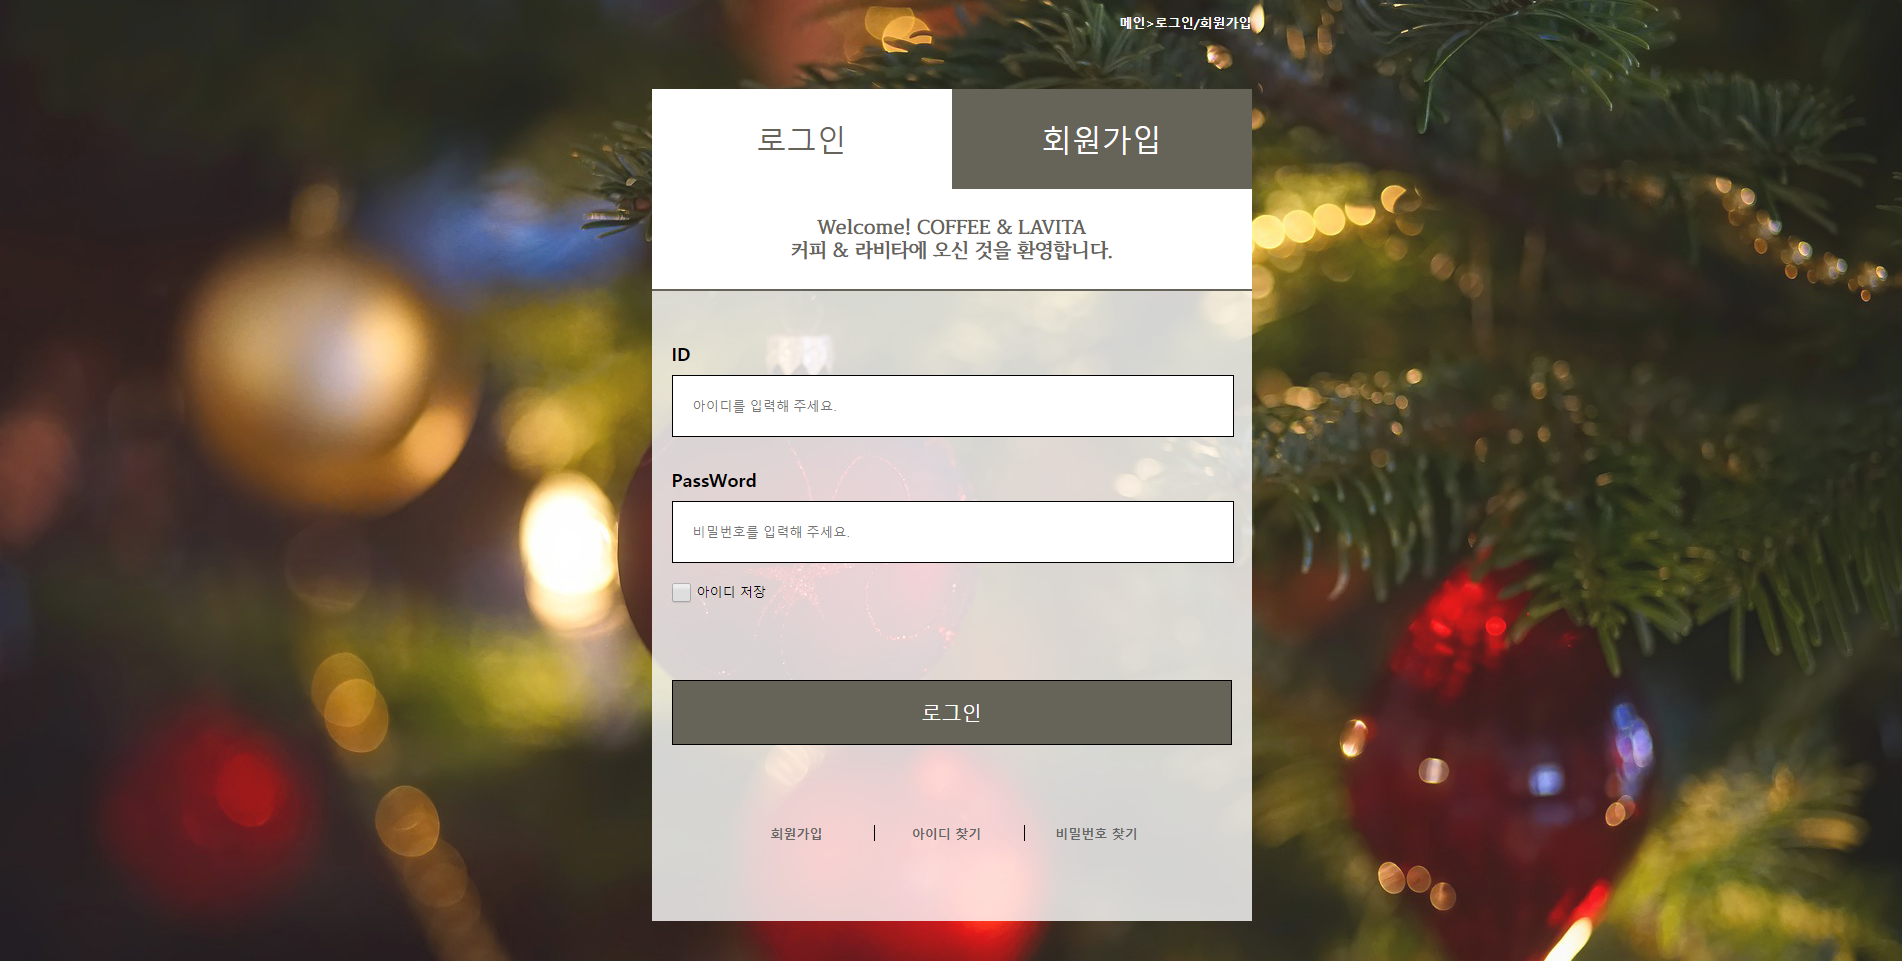 메인>로그인/회원가입
로그인
회원가입
Welcome! COFFEE & LAVITA
커피 & 라비타에 오신 것을 환영합니다.
ID
아이디를 입력해 주세요.
PassWord
비밀번호를 입력해 주세요.
아이디 저장
로그인
회원가입
아이디 찾기
비밀번호 찾기